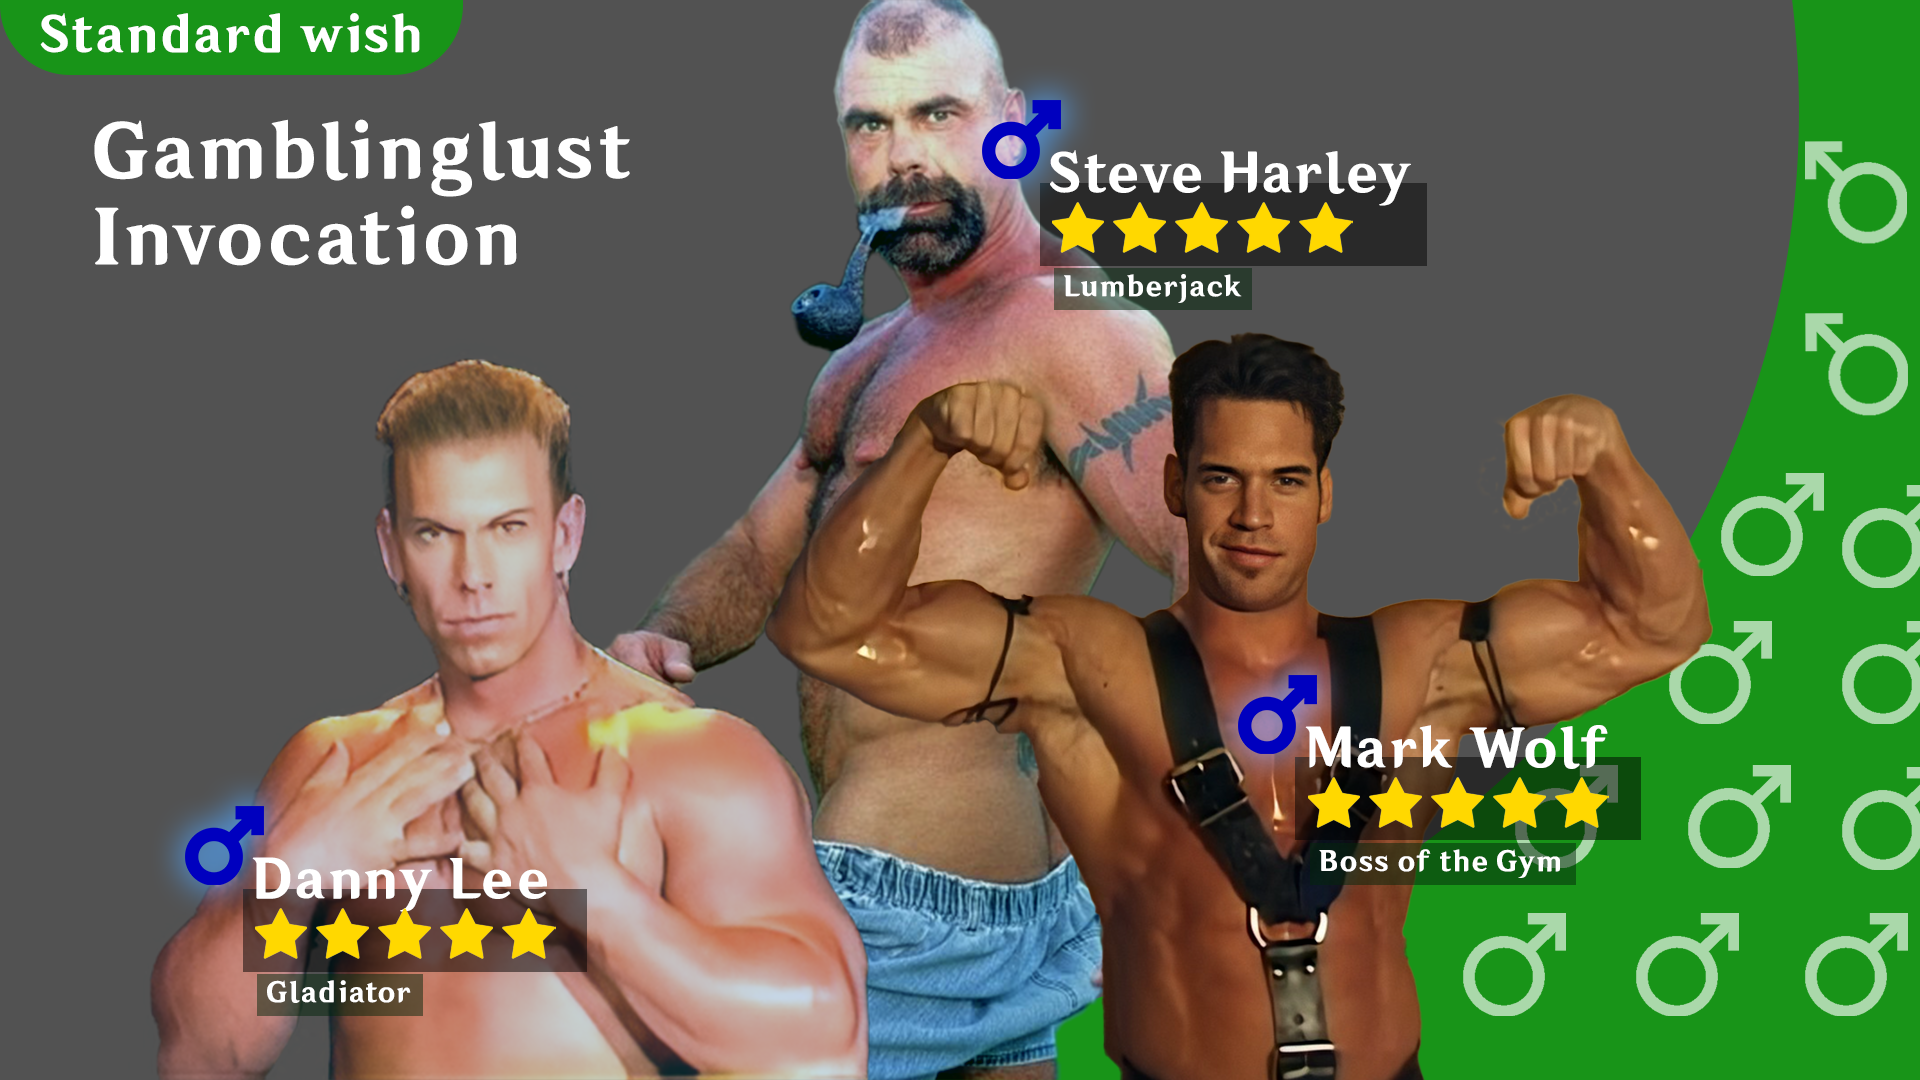 Standard wish
Gamblinglust
Invocation
Steve Harley
Lumberjack
Mark Wolf
Boss of the Gym
Danny Lee
Gladiator